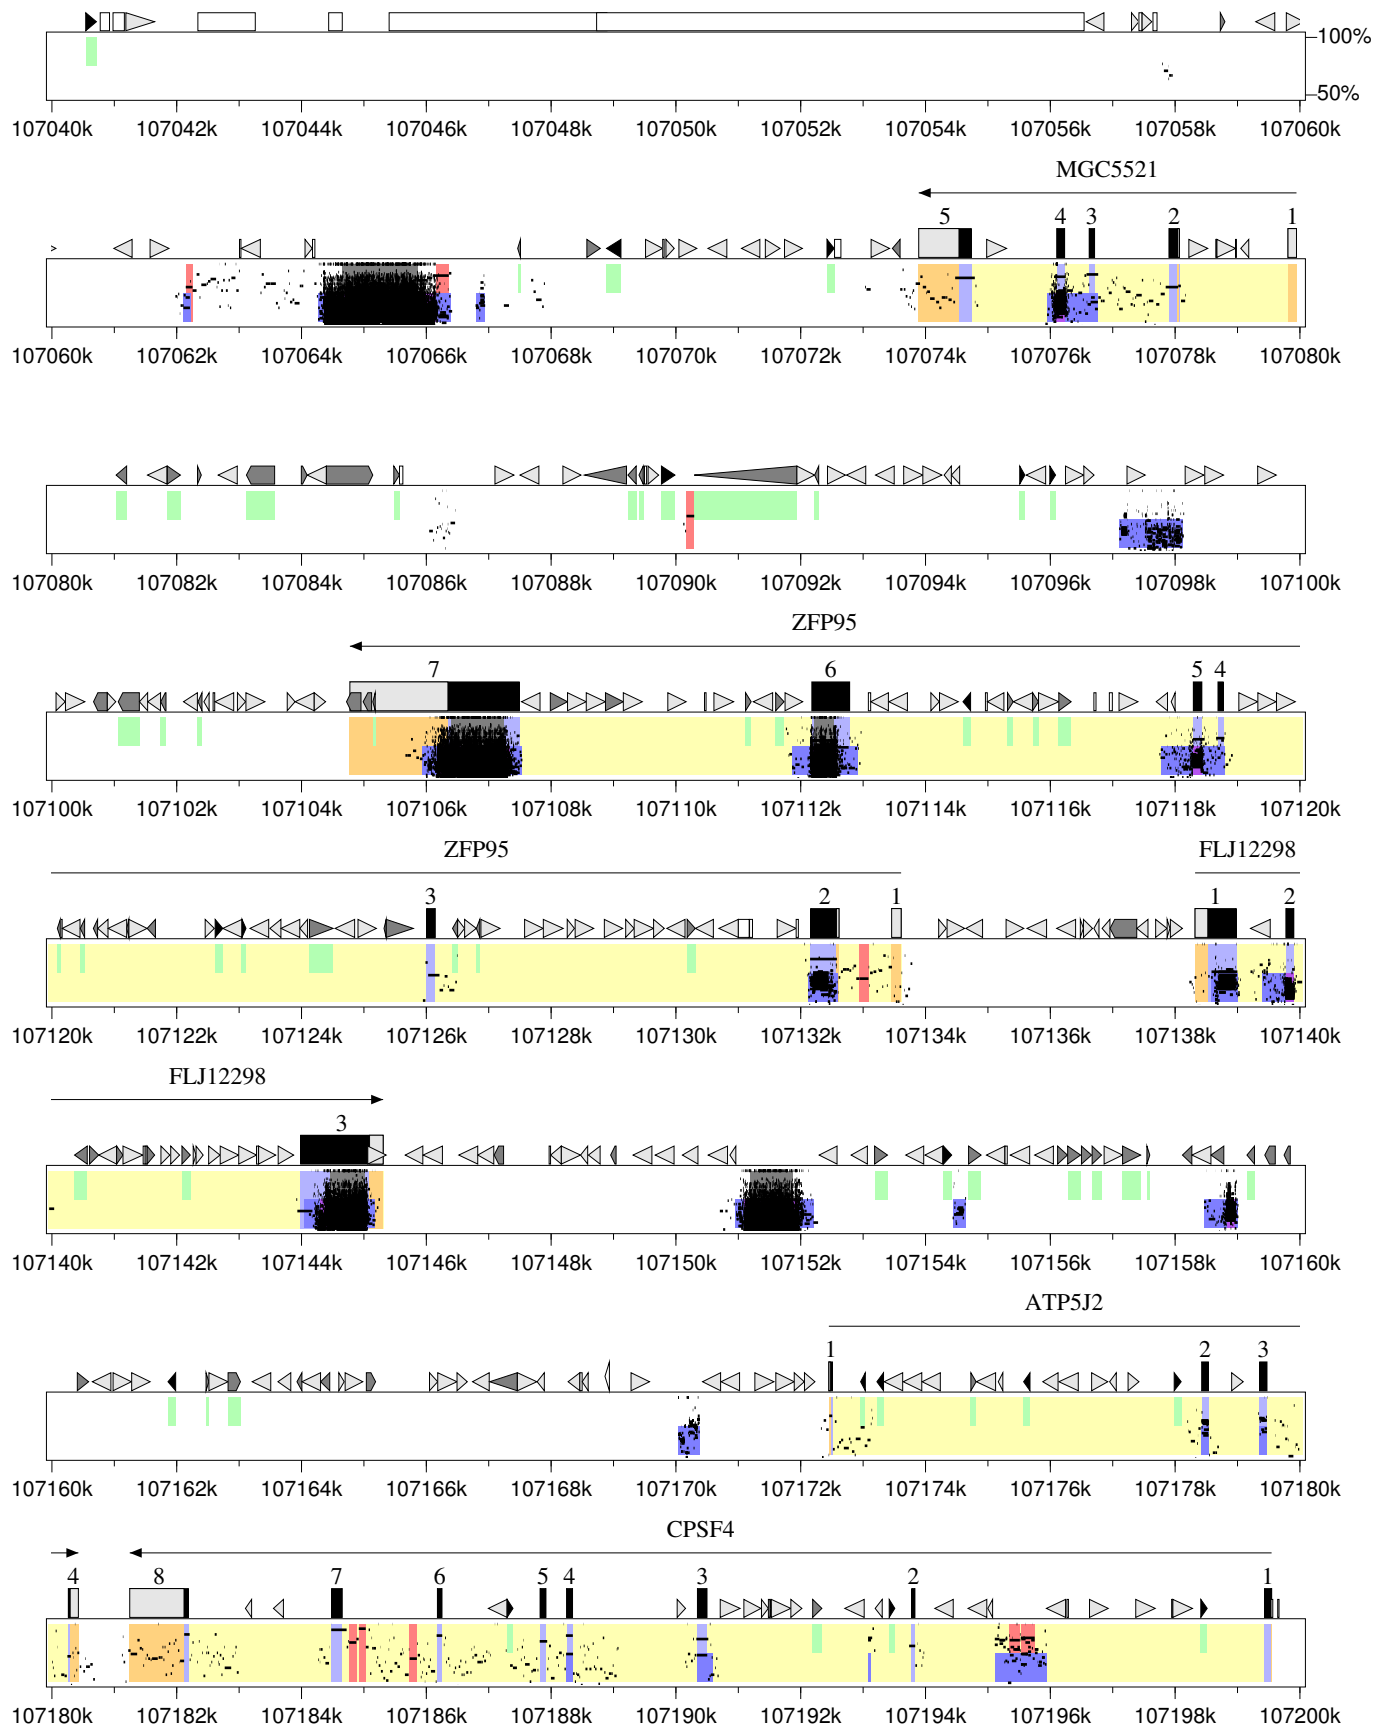 100%
50%
107040k 107042k 107044k 107046k 107048k 107050k 107052k 107054k 107056k 107058k 107060k
MGC5521
5 4 3 2 1
107060k 107062k 107064k 107066k 107068k 107070k 107072k 107074k 107076k 107078k 107080k
107080k 107082k 107084k 107086k 107088k 107090k 107092k 107094k 107096k 107098k 107100k
ZFP95
7 6 5 4
107100k 107102k 107104k 107106k 107108k 107110k 107112k 107114k 107116k 107118k 107120k
ZFP95 FLJ12298
3 2 1 1 2
107120k 107122k 107124k 107126k 107128k 107130k 107132k 107134k 107136k 107138k 107140k
FLJ12298
3
107140k 107142k 107144k 107146k 107148k 107150k 107152k 107154k 107156k 107158k 107160k
ATP5J2
1 2 3
107160k 107162k 107164k 107166k 107168k 107170k 107172k 107174k 107176k 107178k 107180k
CPSF4
4 8 7 6 5 4 3 2 1
107180k 107182k 107184k 107186k 107188k 107190k 107192k 107194k 107196k 107198k 107200k